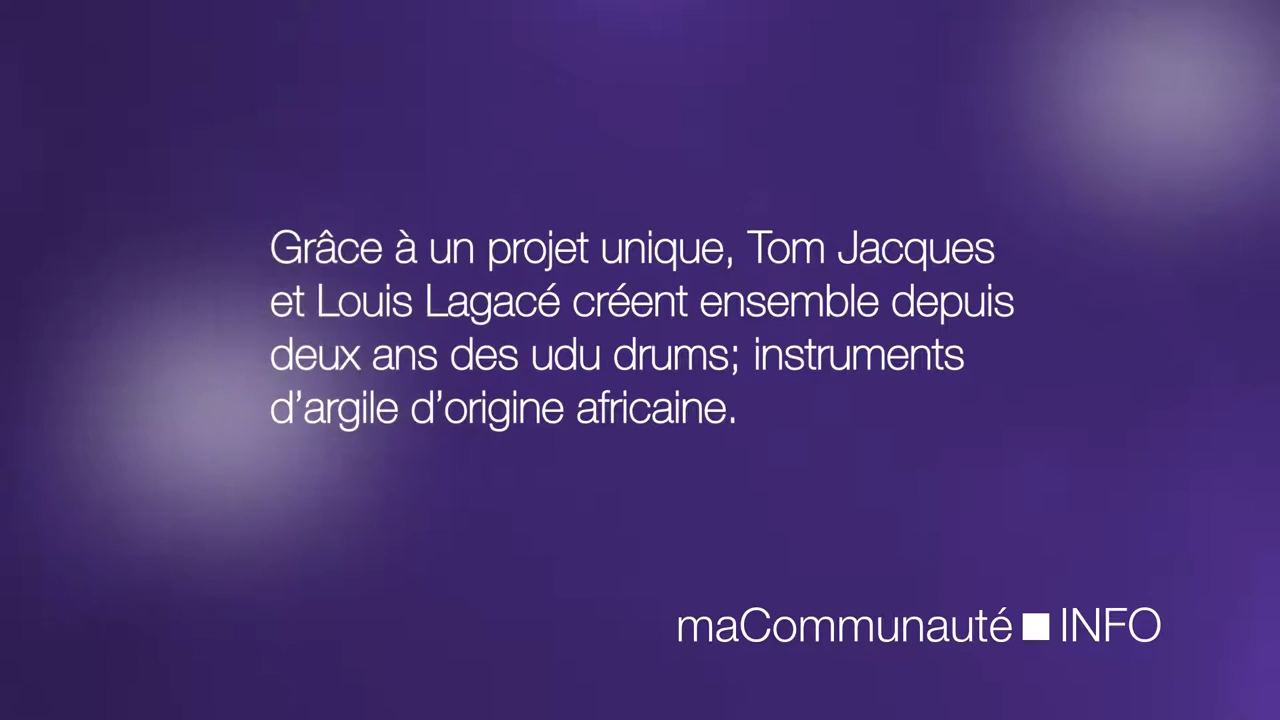 Grâce à un projet unique, Tom Jacques
et Louis Lagacé créent ensemble depuis
deux ans des udu drums; instruments
d’argile d’origine africaine.
maCommunauté■INFO